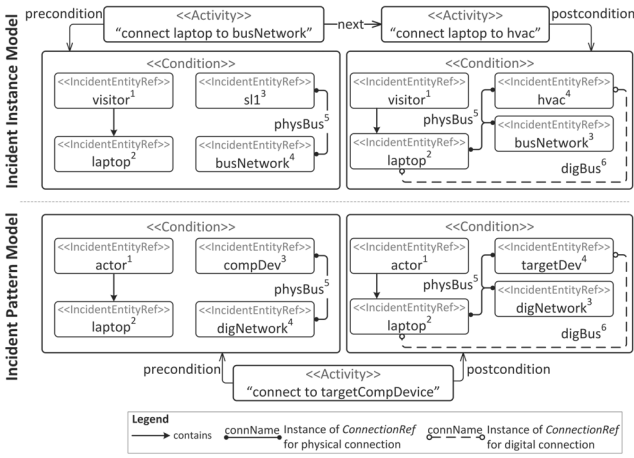 Incident Instance Model
precondition
<<Activity>>
"connect laptop to busNetwork"
next
<<Activity>>
"connect laptop to hvac"
postcondition
<<Condition>>
<<IncidentEntityRef>>
visitor1
<<IncidentEntityRef>>
sl13
physBus5
<<IncidentEntityRef>>
laptop2
<<IncidentEntityRef>>
busNetwork4
<<Condition>>
<<IncidentEntityRef>>
visitor1
<<IncidentEntityRef>>
hvac4
physBus5
<<IncidentEntityRef>>
busNetwork3
<<IncidentEntityRef>>
laptop2
digBus6
Incident Pattern Model
<<Condition>>
<<IncidentEntityRef>>
actor1
<<IncidentEntityRef>>
compDev3
physBus5
<<IncidentEntityRef>>
laptop2
<<IncidentEntityRef>>
digNetwork4
<<Condition>>
<<IncidentEntityRef>>
actor1
<<IncidentEntityRef>>
targetDev4
physBus5
<<IncidentEntityRef>>
digNetwork3
<<IncidentEntityRef>>
laptop2
digBus6
precondition
<<Activity>>
"connect to targetCompDevice"
postcondition
Legend
contains
connName
Instance of ConnectionRef
for physical connection
connName
Instance of ConnectionRef
for digital connection